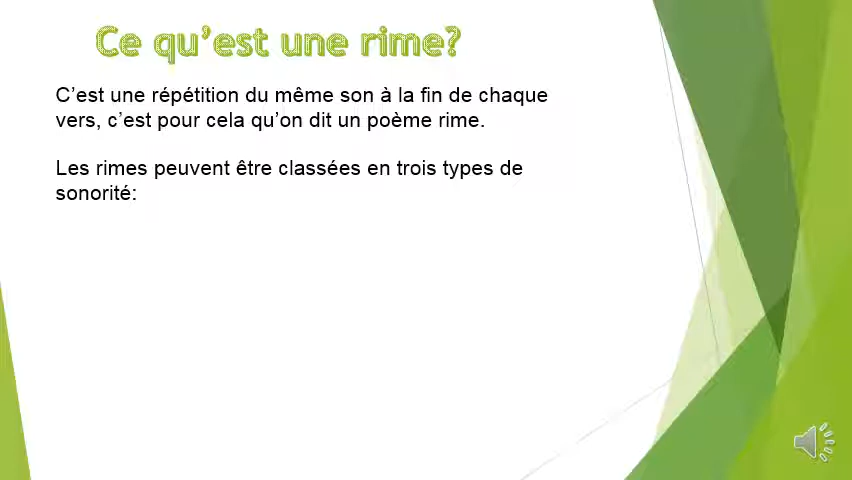 Ce qu’est une rime?
C’est une répétition du même son à la fin de chaque
vers, c’est pour cela qu’on dit un poème rime.
Les rimes peuvent être classées en trois types de
sonorité: